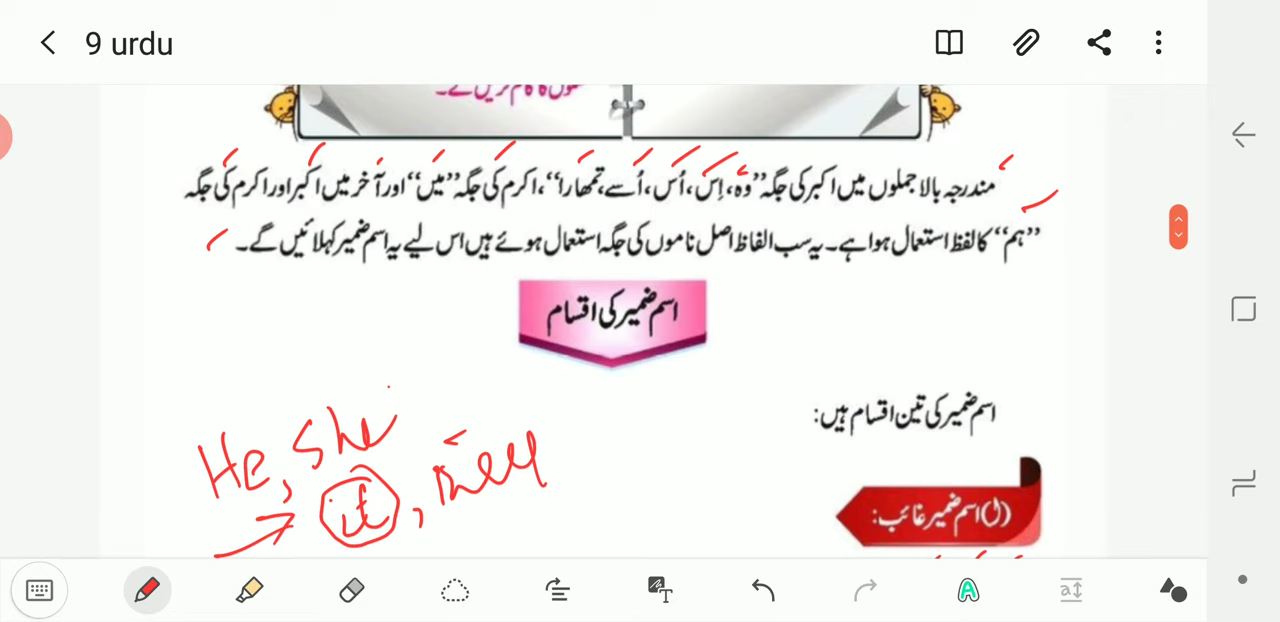 9 urdu
مندرجہ بالا جملوں میں اکبر کی جگہ ”وہ، اِس، اُس، اُسے، تمھارا“، اکرم کی جگہ ”میں“ اور آخر میں اکبر اور اکرم کی جگہ
”ہم“ کا لفظ استعمال ہوا ہے۔ یہ سب الفاظ اصل ناموں کی جگہ استعمال ہوئے ہیں اس لیے یہ اسم ضمیر کہلائیں گے۔
اسم ضمیر کی اقسام
اسم ضمیر کی تین اقسام ہیں:
He, she
it, they
(ل) اسم ضمیر غائب: